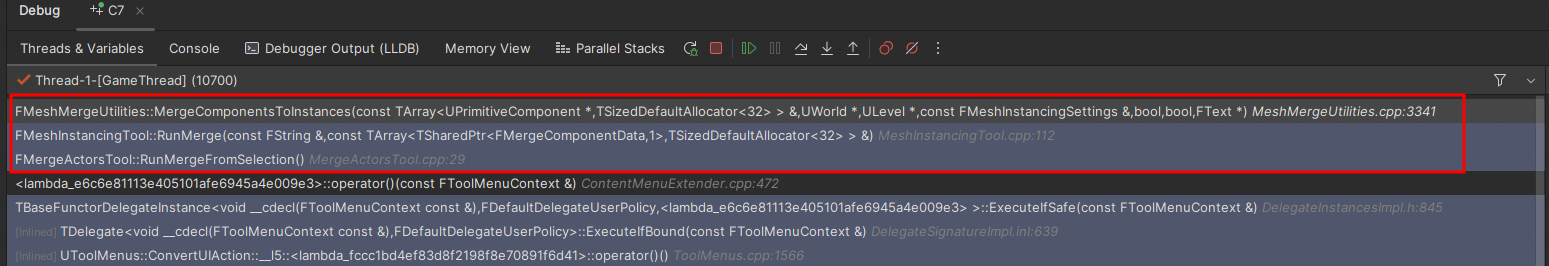 Debug C7
Threads & Variables Console Debugger Output (LLDB) Memory View Parallel Stacks
Thread-1-[GameThread] (10700)
FMeshMergeUtilities::MergeComponentsToInstances(const TArray<UPrimitiveComponent *,TSizedDefaultAllocator<32> > &,UWorld *,ULevel *,const FMeshInstancingSettings &,bool,bool,FText *) MeshMergeUtilities.cpp:3341
FMeshInstancingTool::RunMerge(const FString &,const TArray<TSharedPtr<FMergeComponentData,1>,TSizedDefaultAllocator<32> > &) MeshInstancingTool.cpp:112
FMergeActorsTool::RunMergeFromSelection() MergeActorsTool.cpp:29
<lambda_e6c6e81113e405101afe6945a4e009e3>::operator()(const FToolMenuContext &) ContentMenuExtender.cpp:472
TBaseFunctorDelegateInstance<void __cdecl(FToolMenuContext const &),FDefaultDelegateUserPolicy,<lambda_e6c6e81113e405101afe6945a4e009e3> >::ExecuteIfSafe(const FToolMenuContext &) DelegateInstancesImpl.h:845
[Inlined] TDelegate<void __cdecl(FToolMenuContext const &),FDefaultDelegateUserPolicy>::ExecuteIfBound(const FToolMenuContext &) DelegateSignatureImpl.inl:639
[Inlined] UToolMenus::ConvertUIAction::__l5::<lambda_fccc1bd4ef83d8f2198f8e70891f6d41>::operator()() ToolMenus.cpp:1566